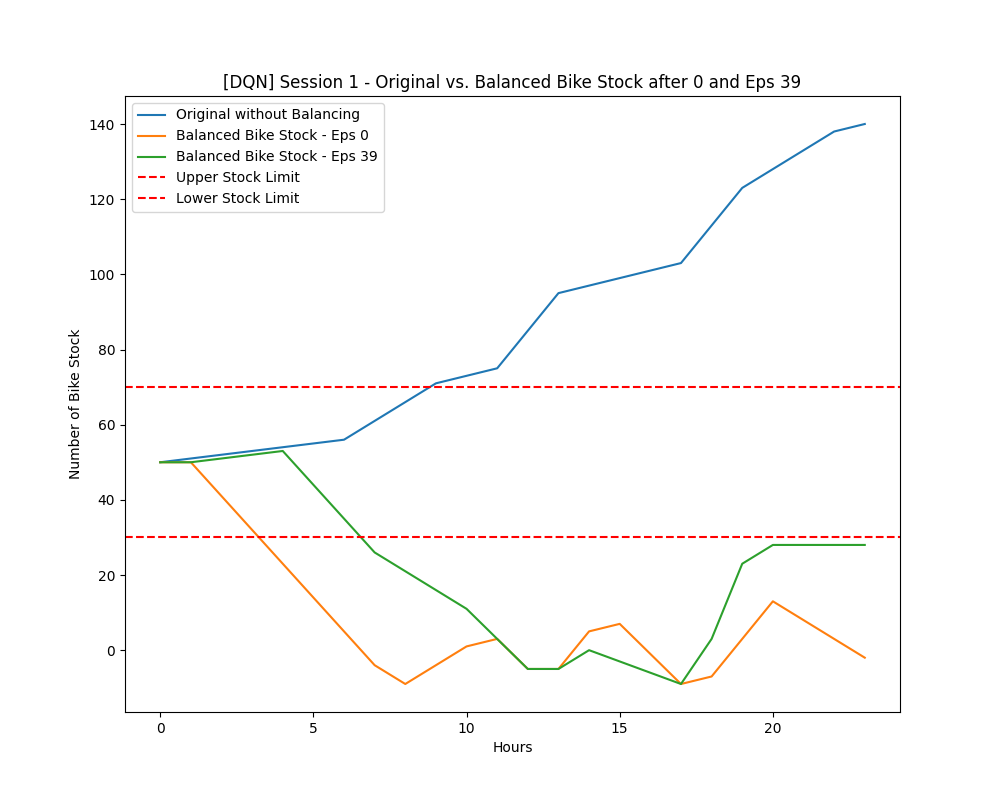 [DQN] Session 1 - Original vs. Balanced Bike Stock after 0 and Eps 39
Original without Balancing
Balanced Bike Stock - Eps 0
Balanced Bike Stock - Eps 39
Upper Stock Limit
Lower Stock Limit
140
120
100
80
60
40
20
0
Number of Bike Stock
0 5 10 15 20
Hours